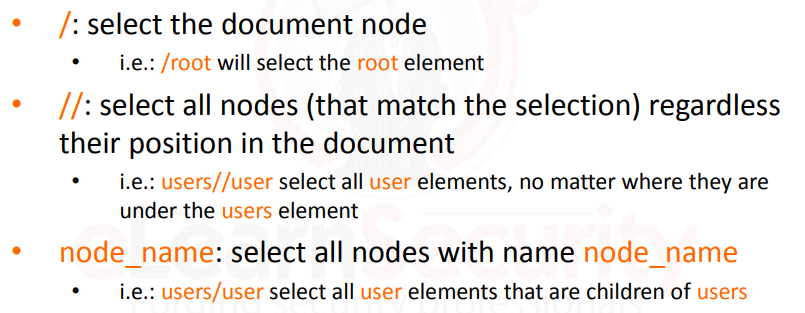 • /: select the document node
• i.e.: /root will select the root element
• //: select all nodes (that match the selection) regardless
their position in the document
• i.e.: users//user select all user elements, no matter where they are
under the users element
• node_name: select all nodes with name node_name
• i.e.: users/user select all user elements that are children of users
eLearnSecurity
Forging security professionals